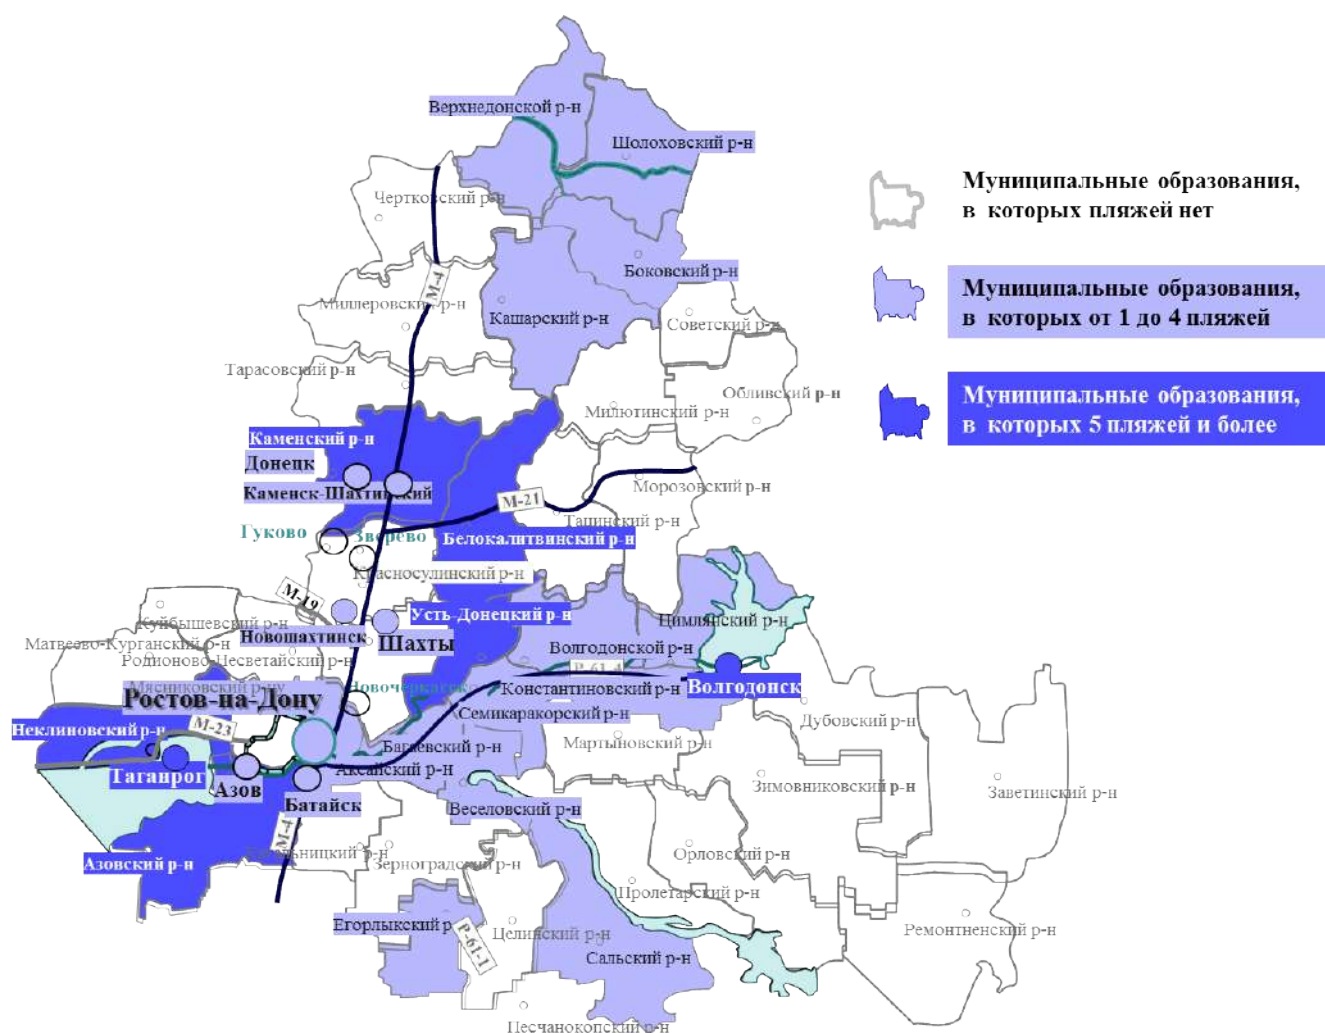 Верхнедонской р-н
Шолоховский р-н
Муниципальные образования,
в которых пляжей нет
Чертковский р-н
М-4
Боковский р-н
Муниципальные образования,
в которых от 1 до 4 пляжей
Миллеровский р-н
Кашарский р-н
Советский р-н
Тарасовский р-н
Обливский р-н
Милютинский р-н
Муниципальные образования,
в которых 5 пляжей и более
Каменский р-н
Донецк
Каменск-Шахтинский
Морозовский р-н
М-21
Тацинский р-н
Гуково
Зверево
Белокалитвинский р-н
Красносулинский р-н
М-19
Куйбышевский р-н
Новошахтинск
Усть-Донецкий р-н
Шахты
Цимлянский р-н
Матвеево-Курганский р-н
Родионово-Несветайский р-н
Волгодонской р-н
Р-61-4
Мясниковский р-н
Новочеркасск
Константиновский р-н
Волгодонск
Ростов-на-Дону
Семикаракорский р-н
Дубовский р-н
М-23
Неклиновский р-н
Багаевский р-н
Мартыновский р-н
Таганрог
Аксайский р-н
Азов
Зимовниковский р-н
Заветинский р-н
Батайск
Веселовский р-н
М-4
Азовский р-н
Зерноградский р-н
Орловский р-н
Пролетарский р-н
Егорлыкский р
Р-61-1
Целинский р-н
Ремонтненский р-н
Сальский р-н
Песчанокопский р-н